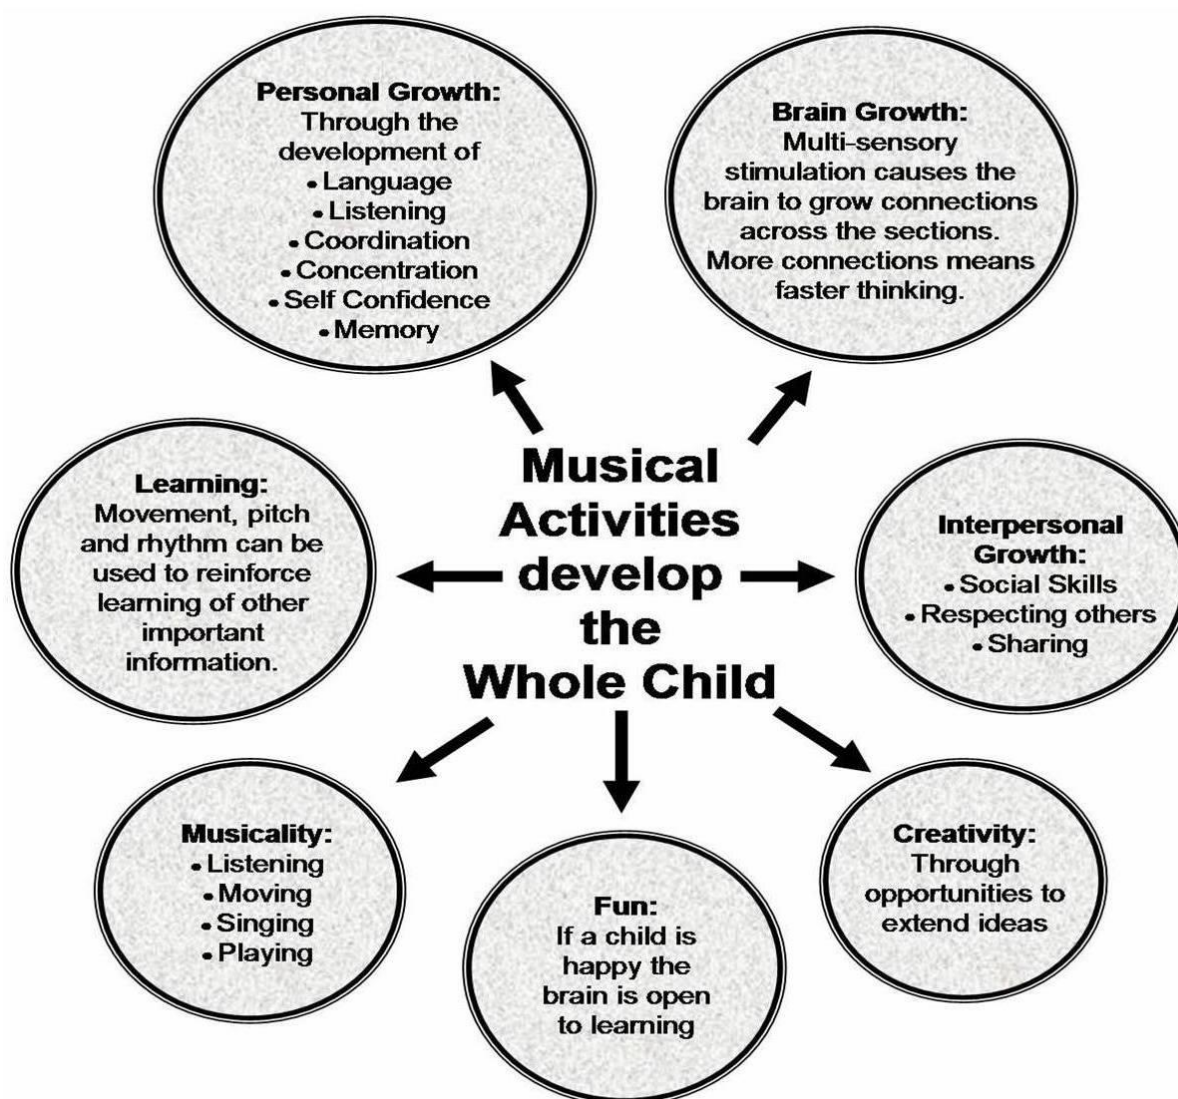 Personal Growth:
Through the
development of
• Language
• Listening
• Coordination
• Concentration
• Self Confidence
• Memory
Brain Growth:
Multi-sensory
stimulation causes the
brain to grow connections
across the sections.
More connections means
faster thinking.
Musical
Activities
develop
the
Whole Child
Learning:
Movement, pitch
and rhythm can be
used to reinforce
learning of other
important
information.
Interpersonal
Growth:
• Social Skills
• Respecting others
• Sharing
Musicality:
• Listening
• Moving
• Singing
• Playing
Fun:
If a child is
happy the
brain is open
to learning
Creativity:
Through
opportunities to
extend ideas